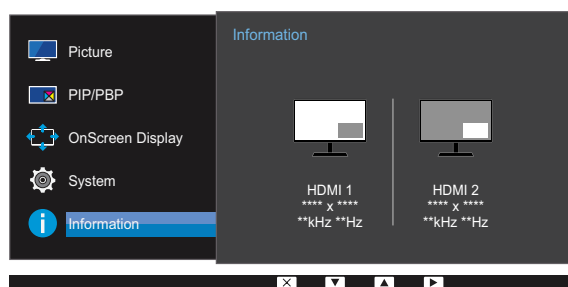 Information
Picture
PIP/PBP
OnScreen Display
System
Information
HDMI 1
**** x ****
**kHz **Hz
HDMI 2
**** x ****
**kHz **Hz